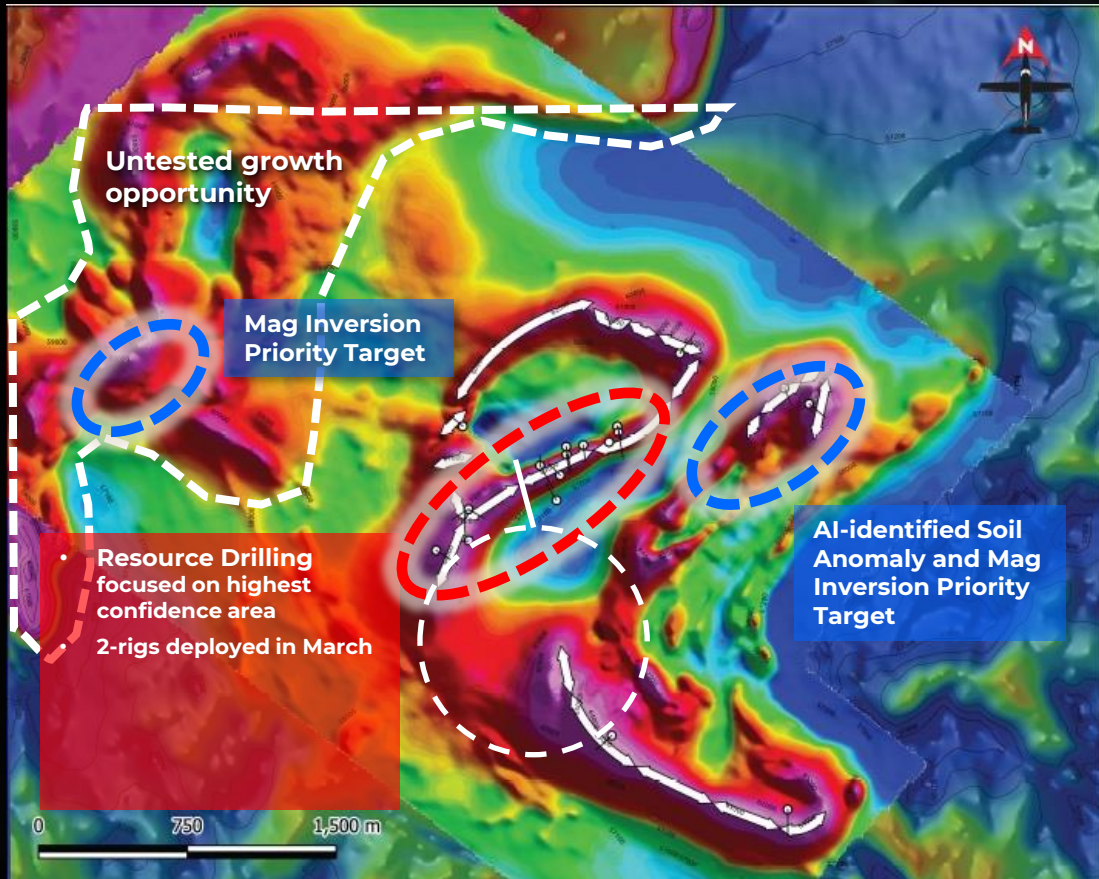 N
Untested growth
opportunity
Mag Inversion
Priority Target
AI-identified Soil
Anomaly and Mag
Inversion Priority
Target
• Resource Drilling
focused on highest
confidence area
• 2-rigs deployed in March
0 750 1,500 m